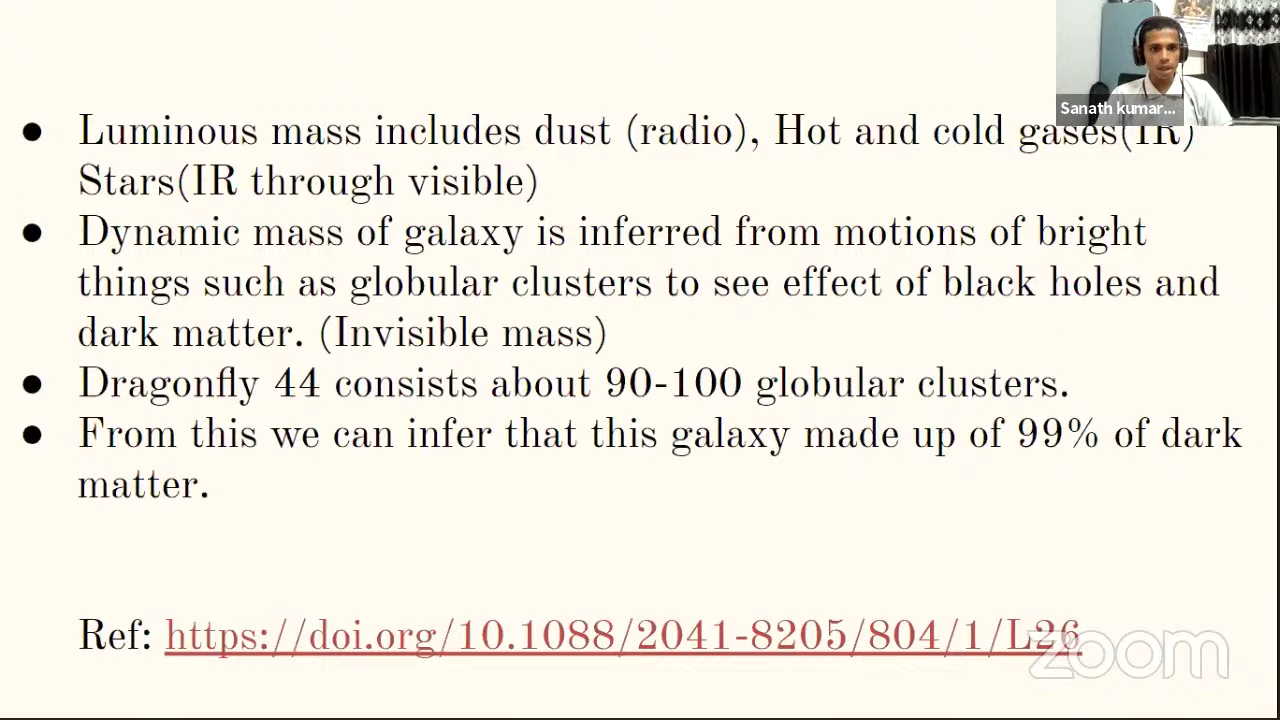 Sanath kumar...
● Luminous mass includes dust (radio), Hot and cold gases(IR)
Stars(IR through visible)
● Dynamic mass of galaxy is inferred from motions of bright
things such as globular clusters to see effect of black holes and
dark matter. (Invisible mass)
● Dragonfly 44 consists about 90-100 globular clusters.
● From this we can infer that this galaxy made up of 99% of dark
matter.
Ref: https://doi.org/10.1088/2041-8205/804/1/L26
zoom